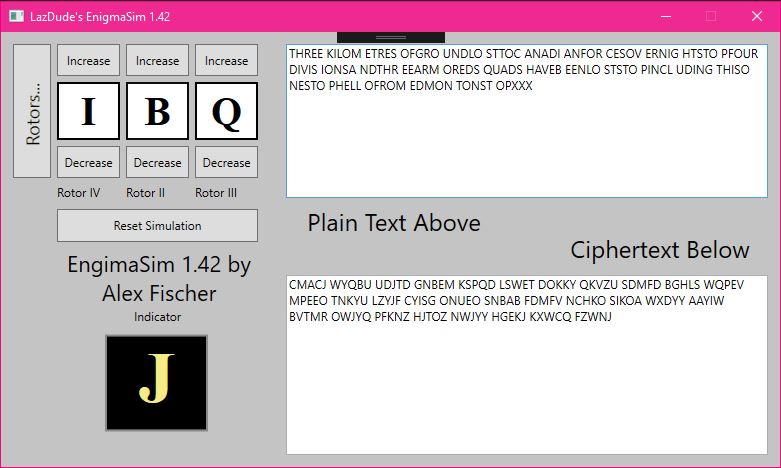 LazDude's EnigmaSim 1.42
Rotors...
Increase Increase Increase
I B Q
Decrease Decrease Decrease
Rotor IV Rotor II Rotor III
Reset Simulation
EngimaSim 1.42 by
Alex Fischer
Indicator
J
THREE KILOM ETRES OFGRO UNDLO STTOC ANADI ANFOR CESOV ERNIG HTSTO PFOUR
DIVIS IONSA NDTHR EEARM OREDS QUADS HAVEB EENLO STSTO PINCL UDING THISO
NESTO PHELL OFROM EDMON TONST OPXXX
Plain Text Above
Ciphertext Below
CMACJ WYQBU UDJTD GNBEM KSPQD LSWET DOKKY QKVZU SDMFD BGHLS WQPEV
MPEEO TNKYU LZYJF CYISG ONUEO SNBAB FDMFV NCHKO SIKOA WXDYY AAYIW
BVTMR OWJYQ PFKNZ HJTOZ NWJYY HGEKJ KXWCQ FZWNJ